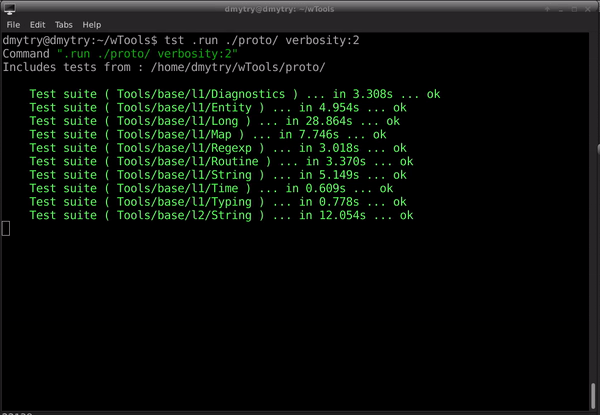 dmytry@dmytry: ~/wTools
File Edit Tabs Help
dmytry@dmytry:~/wTools$ tst .run ./proto/ verbosity:2
Command ".run ./proto/ verbosity:2"
Includes tests from : /home/dmytry/wTools/proto/
Test suite ( Tools/base/l1/Diagnostics ) ... in 3.308s ... ok
Test suite ( Tools/base/l1/Entity ) ... in 4.954s ... ok
Test suite ( Tools/base/l1/Long ) ... in 28.864s ... ok
Test suite ( Tools/base/l1/Map ) ... in 7.746s ... ok
Test suite ( Tools/base/l1/Regexp ) ... in 3.018s ... ok
Test suite ( Tools/base/l1/Routine ) ... in 3.370s ... ok
Test suite ( Tools/base/l1/String ) ... in 5.149s ... ok
Test suite ( Tools/base/l1/Time ) ... in 0.609s ... ok
Test suite ( Tools/base/l1/Typing ) ... in 0.778s ... ok
Test suite ( Tools/base/l2/String ) ... in 12.054s ... ok